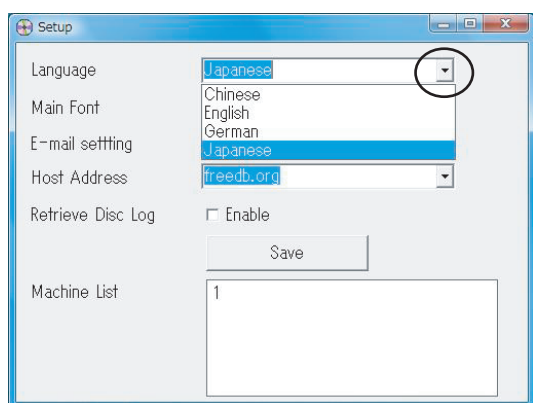 Setup
Language Japanese
Chinese
Main Font English
German
E-mail settting Japanese
Host Address freedb.org
Retrieve Disc Log Enable
Save
Machine List 1